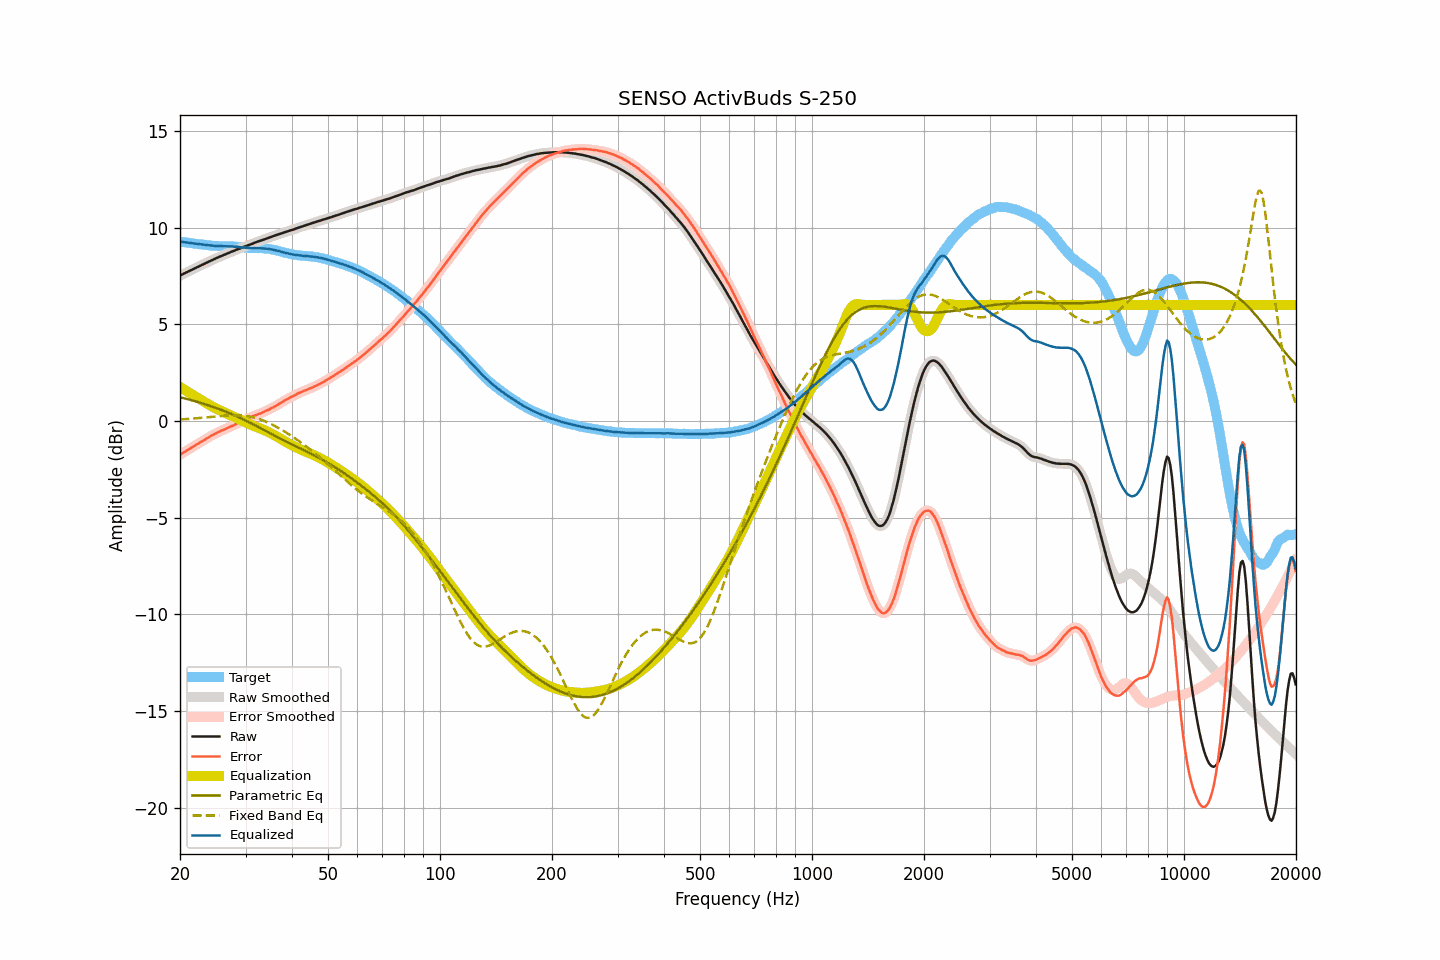 SENSO ActivBuds S-250
15
10
5
0
−5
−10
−15
−20
Amplitude (dBr)
Target
Raw Smoothed
Error Smoothed
Raw
Error
Equalization
Parametric Eq
Fixed Band Eq
Equalized
20 50 100 200 500 1000 2000 5000 10000 20000
Frequency (Hz)